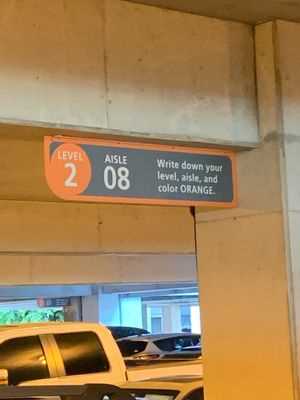 LEVEL
2
AISLE
08
Write down your
level, aisle, and
color ORANGE.